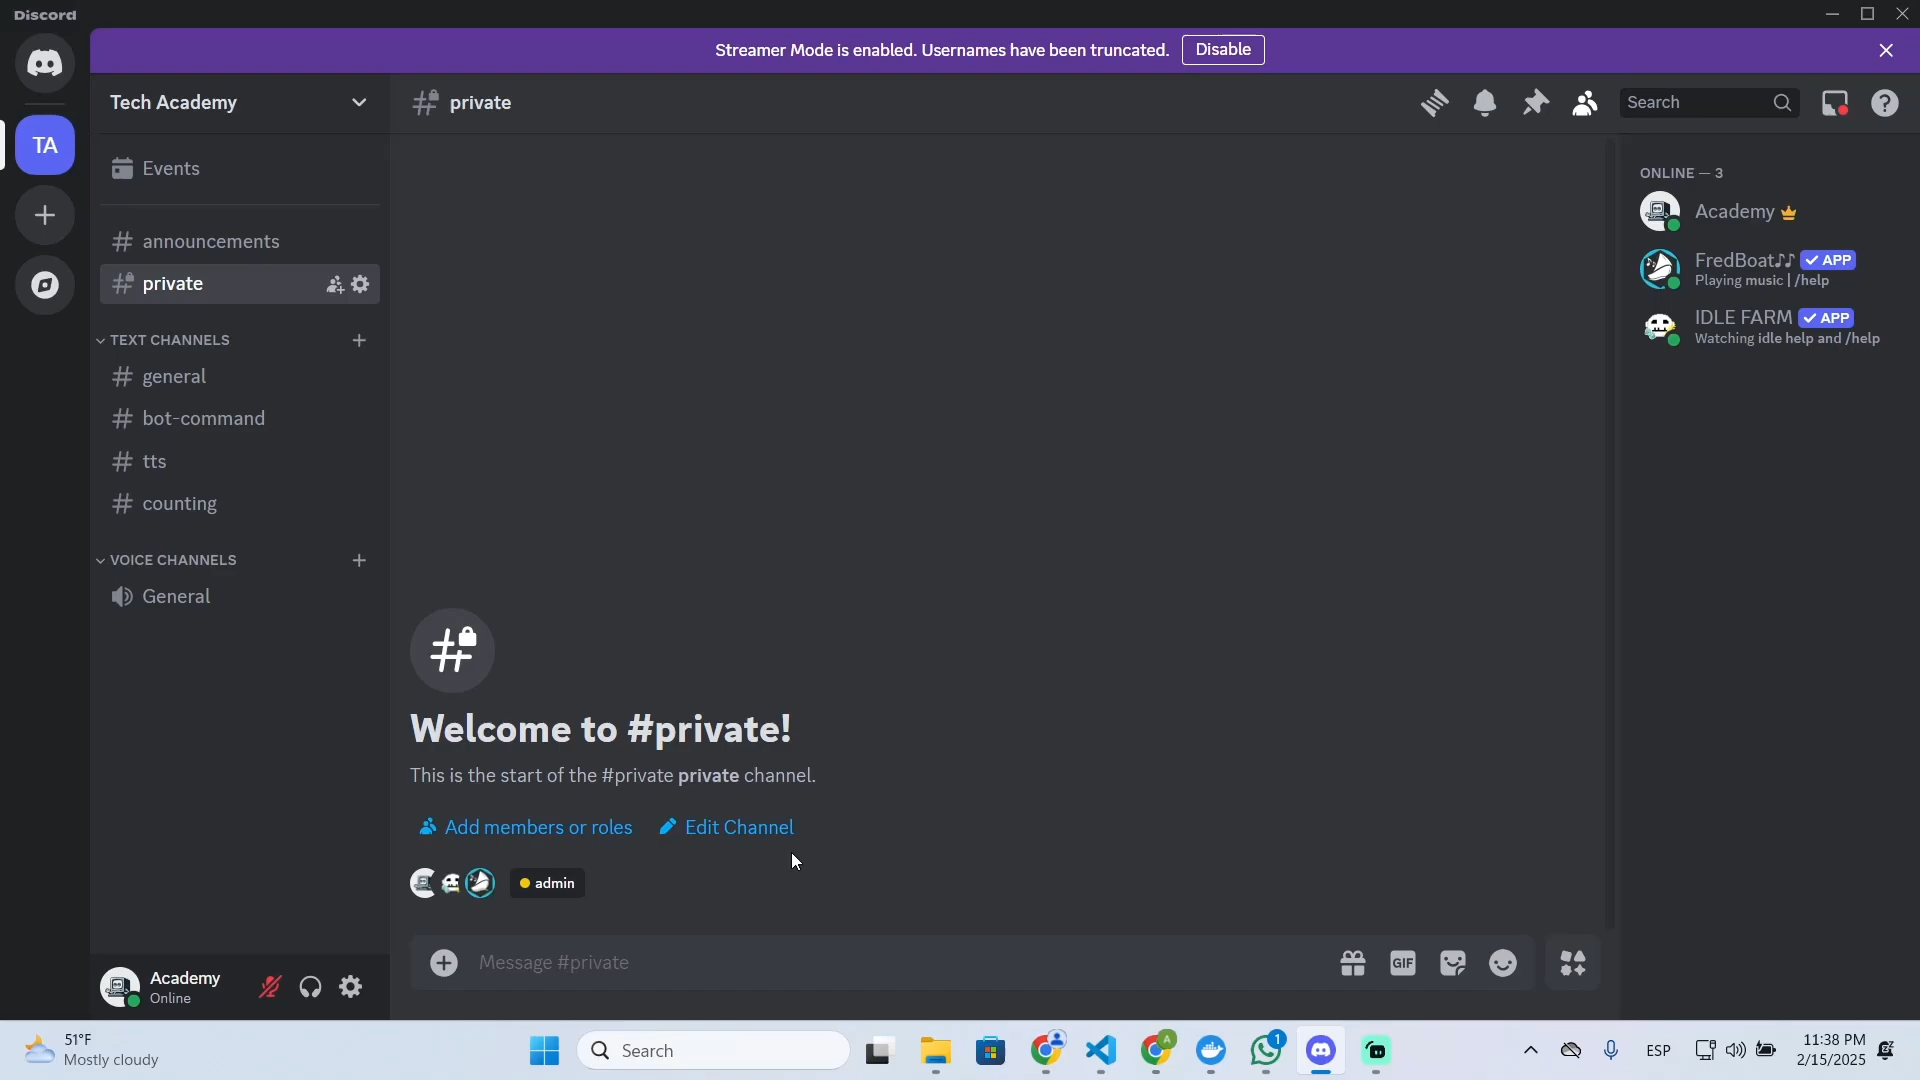 Discord
Streamer Mode is enabled. Usernames have been truncated. Disable
Tech Academy
private
Search
TA
Events
announcements
private
TEXT CHANNELS
general
bot-command
tts
counting
VOICE CHANNELS
General
ONLINE — 3
Academy
FredBoat♪♪ ✓ APP
Playing music | /help
IDLE FARM ✓ APP
Watching idle help and /help
Welcome to #private!
This is the start of the #private private channel.
Add members or roles Edit Channel
admin
Message #private
GIF
Academy
Online
51°F
Mostly cloudy
Search
A
1
ESP
11:38 PM
2/15/2025